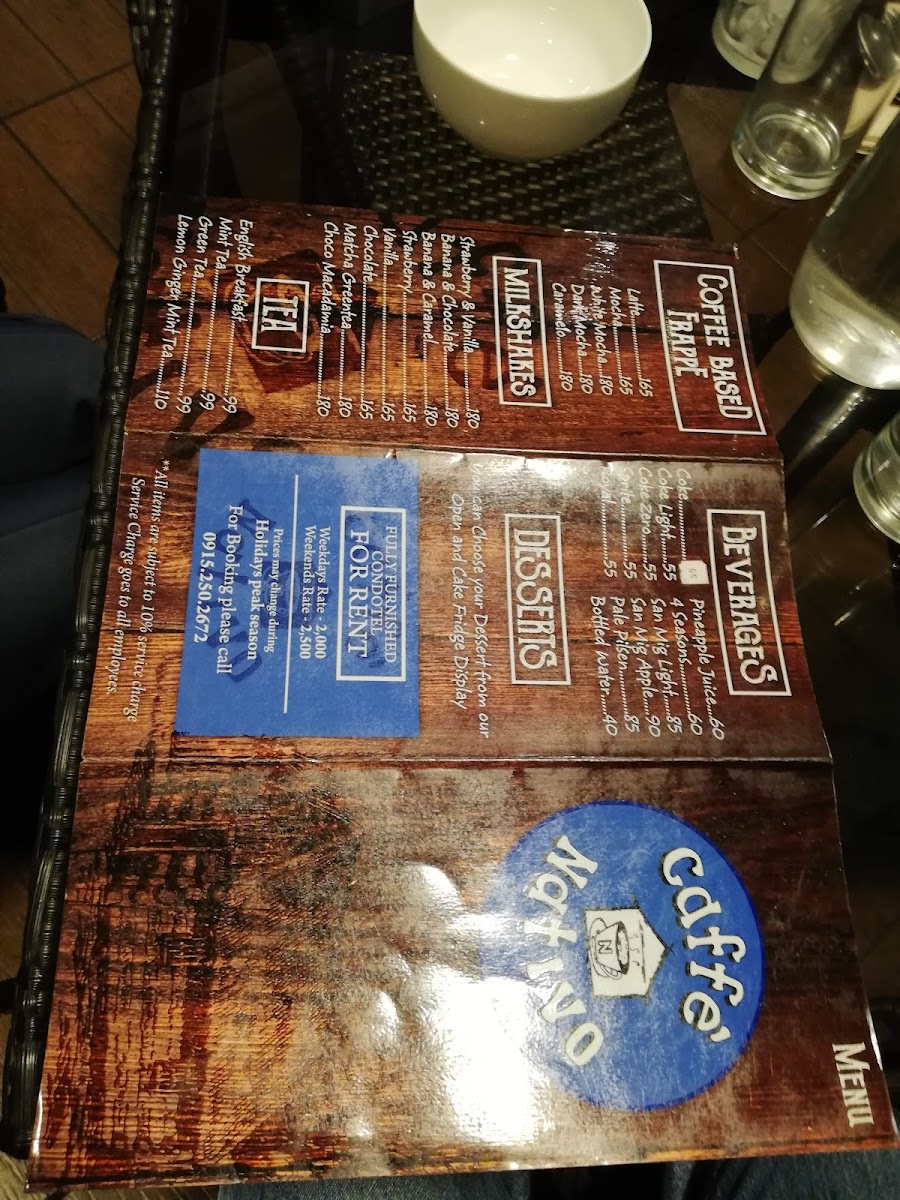 COFFEE BASED
FRAPPE
Latte..................165
Mocha................165
White Mocha......180
Dark Mocha........180
Caramelo............180
MILKSHAKES
Strawberry & Vanilla..............180
Banana & Chocolate..............180
Banana & Caramel................180
Strawberry............................165
Vanilla...................................165
Chocolate..............................165
Matcha Greentea..................180
Choco Macadamia................180
TEA
English Breakfast..................99
Mint Tea................................99
Green Tea..............................99
Lemon Ginger Mint Tea.........110
BEVERAGES
Coke....................
Coke Light......55
Coke Zero........55
Sprite...............55
Royal................55
Pineapple Juice....60
4 Seasons.............60
San Mig Light.....85
San Mig Apple....90
Pale Pilsen...........85
Bottled Water.....40
DESSERTS
You can Choose your Dessert from our
Open and Cake Fridge Display
FULLY FURNISHED
CONDOTEL
FOR RENT
Weekdays Rate - 2,000
Weekends Rate - 2,500
Prices may change during
Holidays peak season
For Booking please call
0915.250.2672
**All items are subject to 10% service charge
Service Charge goes to all employees.
MENU
caffe'
Nation
N